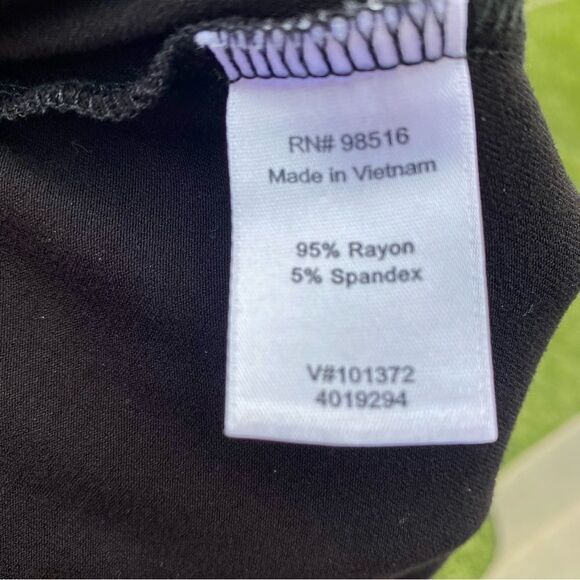 RN# 98516
Made in Vietnam
95% Rayon
5% Spandex
V#101372
4019294